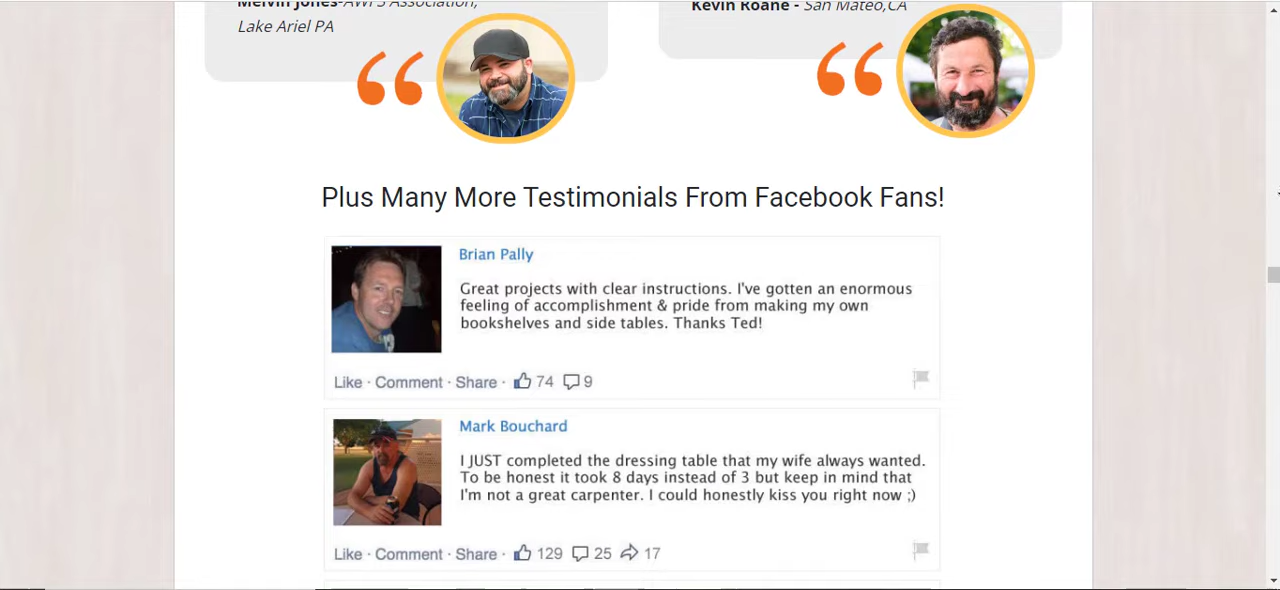 Melvin Jones-AWFS Association,
Kevin Roane - San Mateo,CA
Lake Ariel PA
Plus Many More Testimonials From Facebook Fans!
Brian Pally
Great projects with clear instructions. I've gotten an enormous
feeling of accomplishment & pride from making my own
bookshelves and side tables. Thanks Ted!
Like · Comment · Share · 74 9
Mark Bouchard
I JUST completed the dressing table that my wife always wanted.
To be honest it took 8 days instead of 3 but keep in mind that
I'm not a great carpenter. I could honestly kiss you right now ;)
Like · Comment · Share · 129 25 17